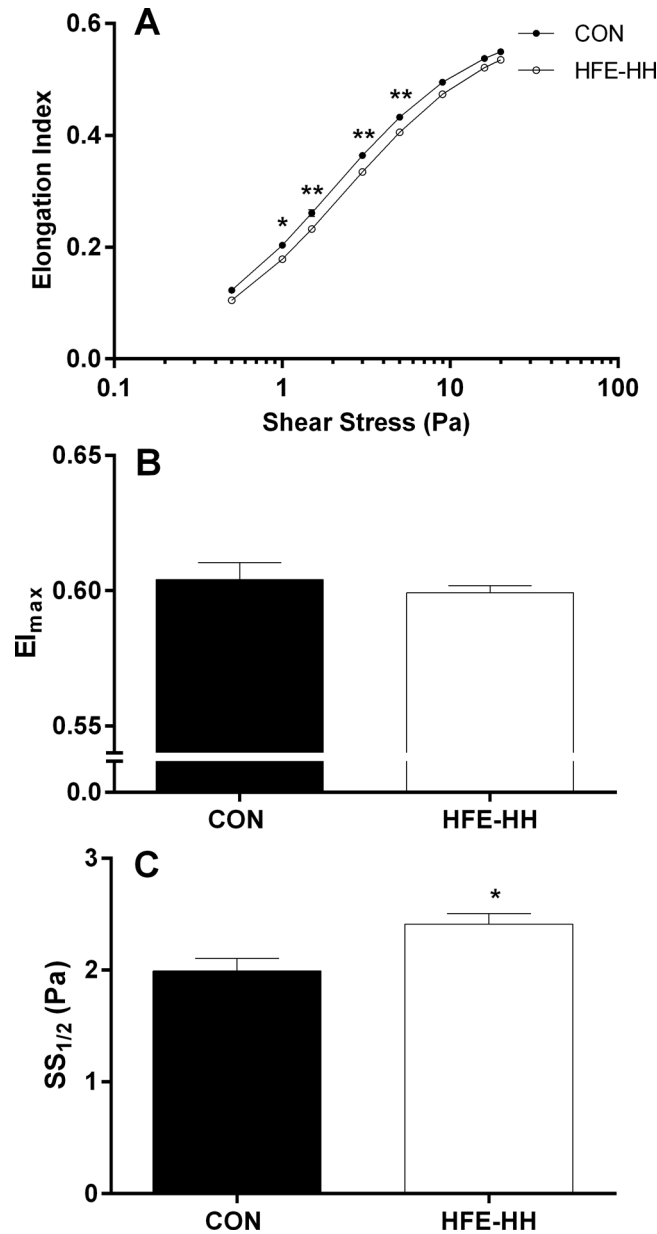 A
CON
HFE-HH
0.6
0.4
0.2
0.0
Elongation Index
*
**
**
**
0.1
1
10
100
Shear Stress (Pa)
B
0.65
0.60
0.55
0.0
EImax
CON
HFE-HH
C
3
2
1
0
SS1/2 (Pa)
*
CON
HFE-HH